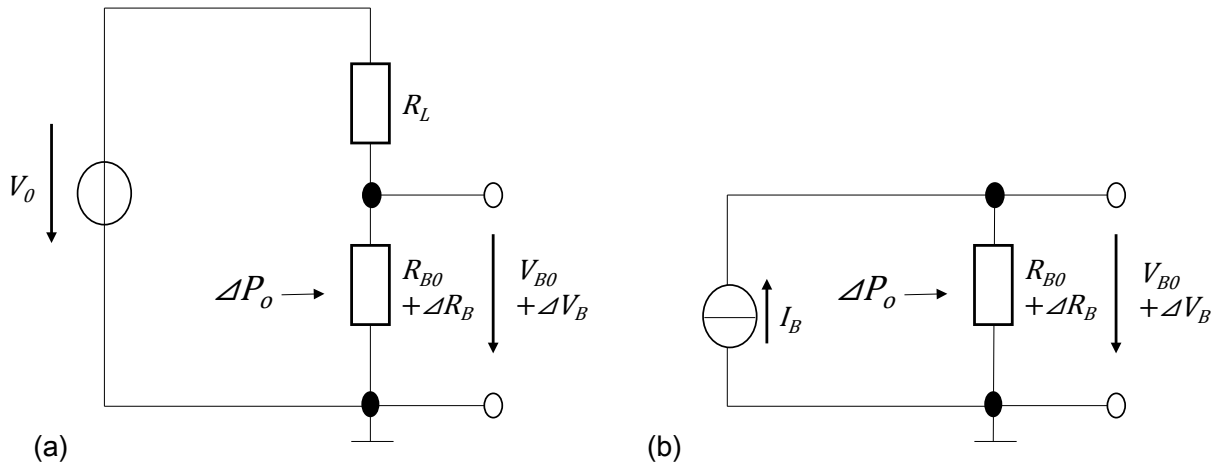 R_L
V_0
ΔP_o
R_B0
+ΔR_B
V_B0
+ΔV_B
(a)
ΔP_o
R_B0
+ΔR_B
V_B0
+ΔV_B
I_B
(b)